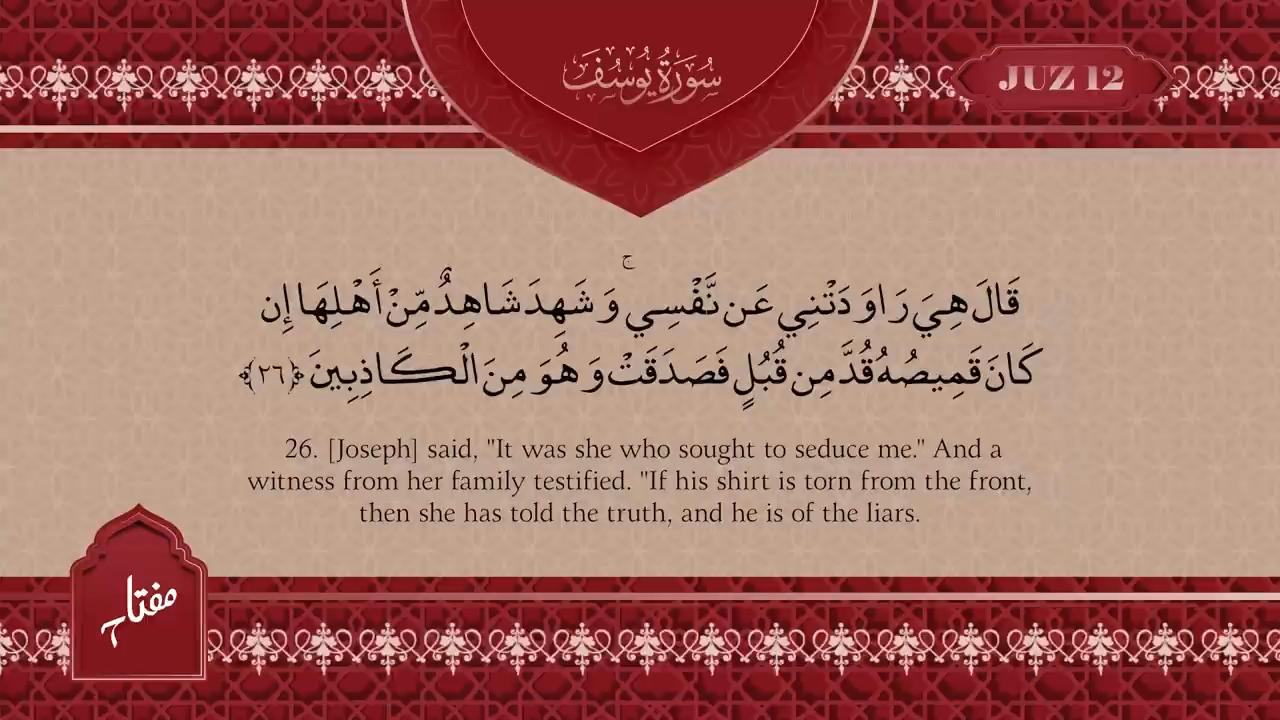 سُورَةُ يُوسُفَ
JUZ 12
قَالَ هِيَ رَاوَدَتْنِي عَن نَّفْسِي ۚ وَشَهِدَ شَاهِدٌ مِّنْ أَهْلِهَا إِن
كَانَ قَمِيصُهُ قُدَّ مِن قُبُلٍ فَصَدَقَتْ وَهُوَ مِنَ الْكَاذِبِينَ ﴿٢٦﴾
26. [Joseph] said, "It was she who sought to seduce me." And a
witness from her family testified. "If his shirt is torn from the front,
then she has told the truth, and he is of the liars.
مفتاح